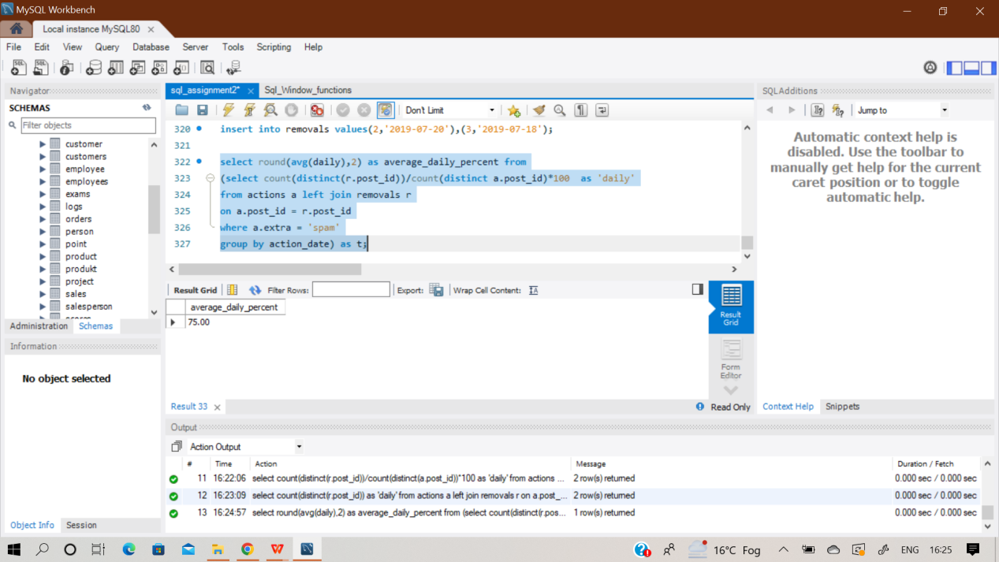 MySQL Workbench
Local instance MySQL80
File Edit View Query Database Server Tools Scripting Help
Navigator
SCHEMAS
Filter objects
customer
customers
employee
employees
exams
logs
orders
person
point
product
produkt
project
sales
salesperson
Administration Schemas
Information
No object selected
Object Info Session
sql_assignment2* Sql_Window_functions
Don't Limit
320 insert into removals values(2,'2019-07-20'),(3,'2019-07-18');
321
322 select round(avg(daily),2) as average_daily_percent from
323 (select count(distinct(r.post_id))/count(distinct a.post_id)*100  as 'daily'
324 from actions a left join removals r
325 on a.post_id = r.post_id
326 where a.extra = 'spam'
327 group by action_date) as t;
Result Grid Filter Rows: Export: Wrap Cell Content:
average_daily_percent
75.00
Result Grid
Form Editor
Result 33 Read Only
Output
Action Output
# Time Action Message Duration / Fetch
11 16:22:06 select count(distinct(r.post_id))/count(distinct(a.post_id))*100 as 'daily' from actions ... 2 row(s) returned 0.000 sec / 0.000 sec
12 16:23:09 select count(distinct(r.post_id)) as 'daily' from actions a left join removals r on a.post_... 2 row(s) returned 0.000 sec / 0.000 sec
13 16:24:57 select round(avg(daily),2) as average_daily_percent from (select count(distinct(r.pos... 1 row(s) returned 0.000 sec / 0.000 sec
SQLAdditions
Jump to
Automatic context help is
disabled. Use the toolbar to
manually get help for the current
caret position or to toggle
automatic help.
Context Help Snippets
16°C Fog ENG 16:25